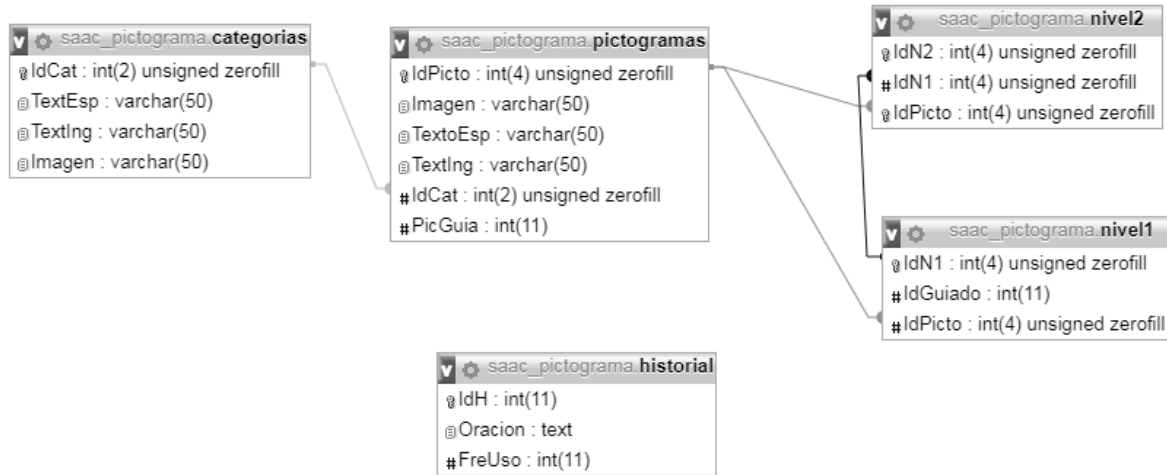 saac_pictograma.categorias
IdCat : int(2) unsigned zerofill
TextEsp : varchar(50)
TextIng : varchar(50)
Imagen : varchar(50)
saac_pictograma.pictogramas
IdPicto : int(4) unsigned zerofill
Imagen : varchar(50)
TextoEsp : varchar(50)
TextIng : varchar(50)
#IdCat : int(2) unsigned zerofill
#PicGuia : int(11)
saac_pictograma.nivel2
IdN2 : int(4) unsigned zerofill
#IdN1 : int(4) unsigned zerofill
IdPicto : int(4) unsigned zerofill
saac_pictograma.nivel1
IdN1 : int(4) unsigned zerofill
#IdGuiado : int(11)
#IdPicto : int(4) unsigned zerofill
saac_pictograma.historial
IdH : int(11)
Oracion : text
#FreUso : int(11)